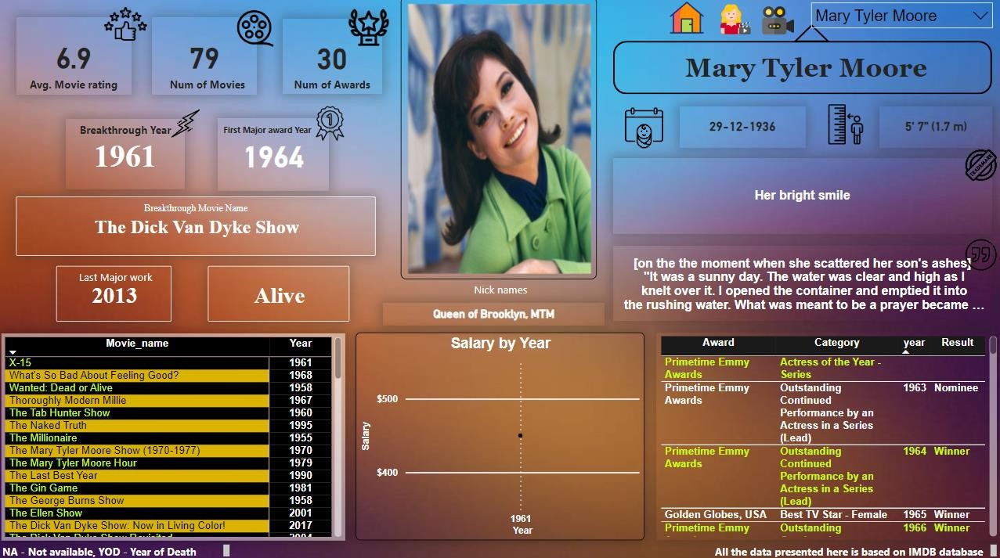 6.9
Avg. Movie rating
79
Num of Movies
30
Num of Awards
Mary Tyler Moore
Mary Tyler Moore
Breakthrough Year
1961
First Major award Year
1964
1
29-12-1936
5' 7" (1.7 m)
TRADEMARK
Her bright smile
Breakthrough Movie Name
The Dick Van Dyke Show
Last Major work
2013
Alive
Nick names
Queen of Brooklyn, MTM
[on the the moment when she scattered her son's ashes]
"It was a sunny day. The water was clear and high as I
knelt over it. I opened the container and emptied it into
the rushing water. What was meant to be a prayer became …
Movie_name Year
X-15 1961
What's So Bad About Feeling Good? 1968
Wanted: Dead or Alive 1958
Thoroughly Modern Millie 1967
The Tab Hunter Show 1960
The Naked Truth 1995
The Millionaire 1955
The Mary Tyler Moore Show (1970-1977) 1970
The Mary Tyler Moore Hour 1979
The Last Best Year 1990
The Gin Game 1981
The George Burns Show 1958
The Ellen Show 2001
The Dick Van Dyke Show: Now in Living Color! 2017
The Dick Van Dyke Show Revisited 2004
Salary by Year
$500
Salary
$400
1961
Year
Award Category year Result
Primetime Emmy Actress of the Year -
Awards Series
Primetime Emmy Outstanding 1963 Nominee
Awards Continued
Performance by an
Actress in a Series
(Lead)
Primetime Emmy Outstanding 1964 Winner
Awards Continued
Performance by an
Actress in a Series
(Lead)
Golden Globes, USA Best TV Star - Female 1965 Winner
Primetime Emmy Outstanding 1966 Winner
NA - Not available, YOD - Year of Death
All the data presented here is based on IMDB database